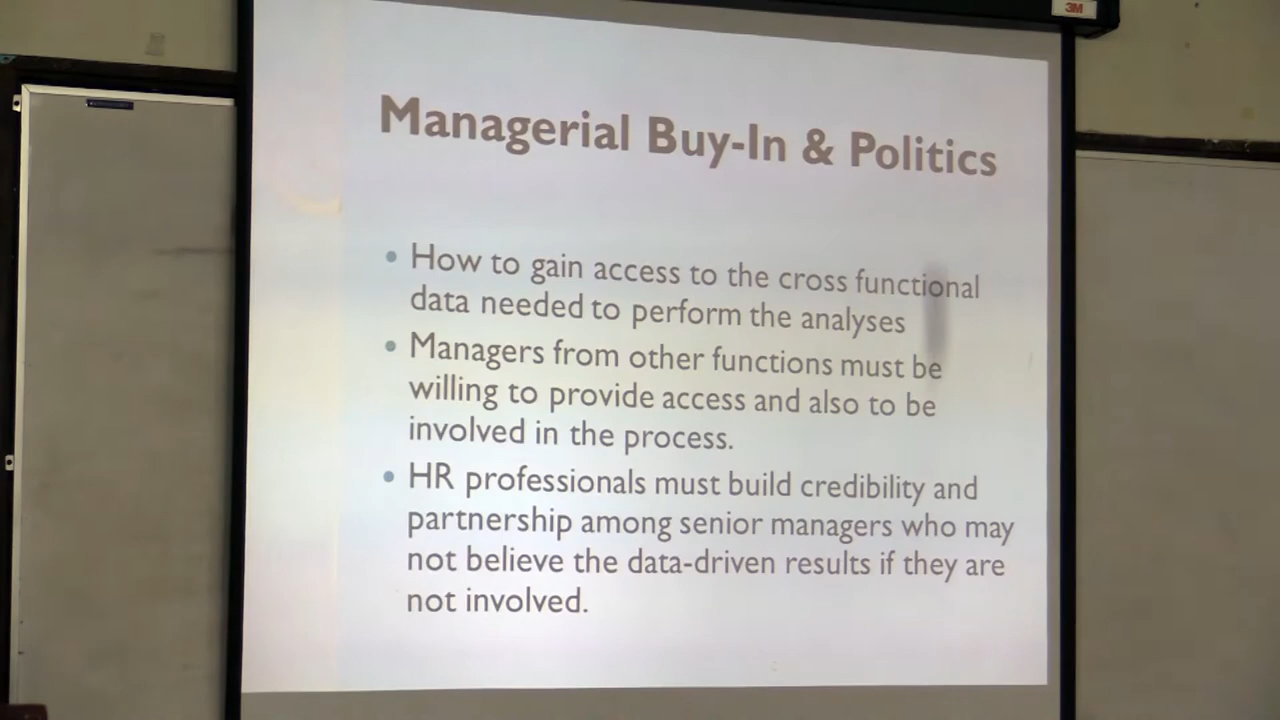 3M
Managerial Buy-In & Politics
• How to gain access to the cross functional
data needed to perform the analyses
• Managers from other functions must be
willing to provide access and also to be
involved in the process.
• HR professionals must build credibility and
partnership among senior managers who may
not believe the data-driven results if they are
not involved.